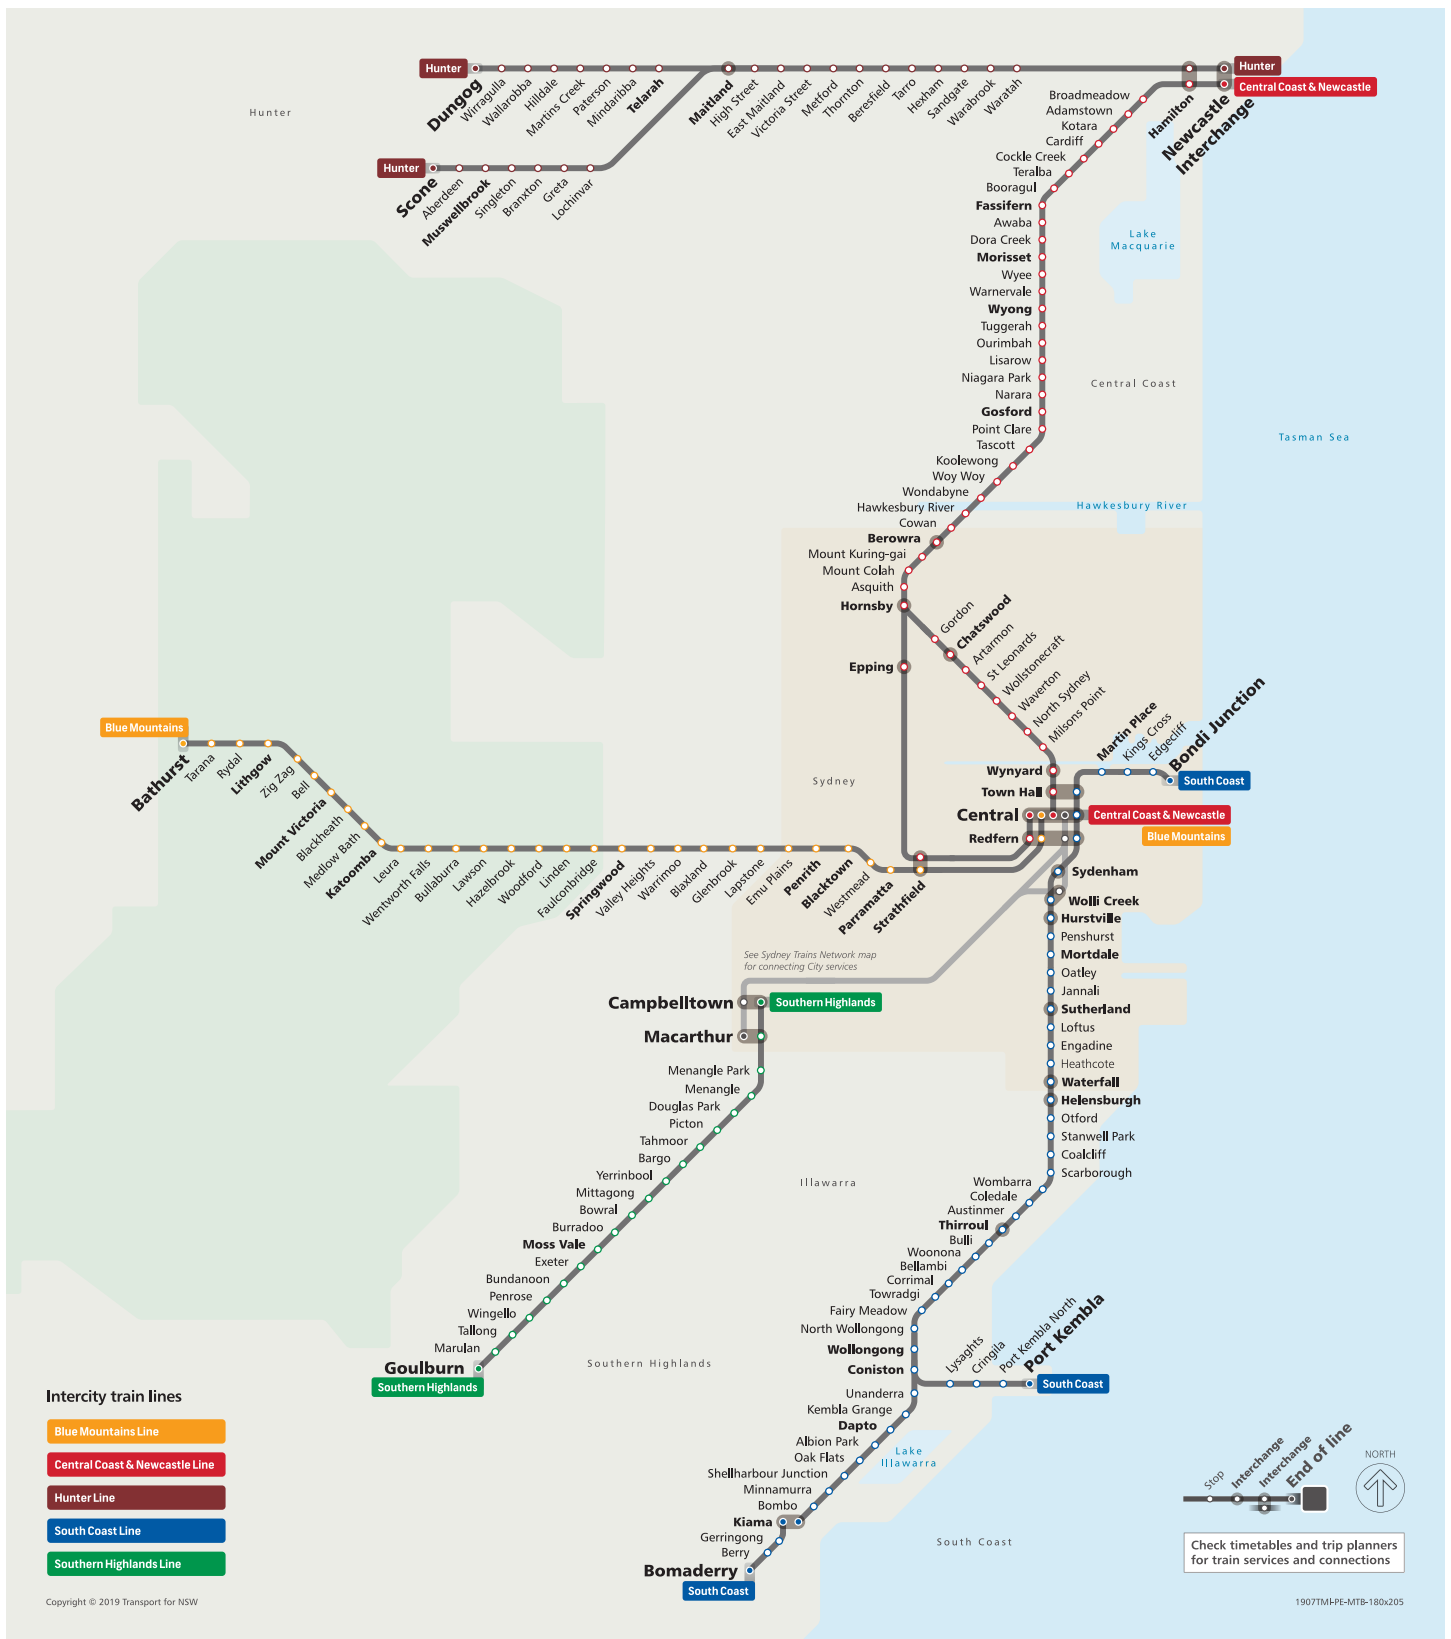 Hunter
Dungog
Wirragulla
Wallarobba
Hilldale
Martins Creek
Paterson
Mindaribba
Telarah
Maitland
High Street
East Maitland
Victoria Street
Metford
Thornton
Beresfield
Tarro
Hexham
Sandgate
Warabrook
Waratah
Hamilton
Newcastle
Interchange
Hunter
Central Coast & Newcastle
Hunter
Hunter
Scone
Aberdeen
Muswellbrook
Singleton
Branxton
Greta
Lochinvar
Broadmeadow
Adamstown
Kotara
Cardiff
Cockle Creek
Teralba
Booragul
Fassifern
Awaba
Dora Creek
Morisset
Wyee
Warnervale
Wyong
Tuggerah
Ourimbah
Lisarow
Niagara Park
Narara
Gosford
Point Clare
Tascott
Koolewong
Woy Woy
Wondabyne
Hawkesbury River
Cowan
Berowra
Mount Kuring-gai
Mount Colah
Asquith
Hornsby
Epping
Lake
Macquarie
Central Coast
Tasman Sea
Hawkesbury River
Gordon
Chatswood
Artarmon
St Leonards
Wollstonecraft
Waverton
North Sydney
Milsons Point
Wynyard
Town Hall
Central
Redfern
Sydney
Martin Place
Kings Cross
Edgecliff
Bondi Junction
South Coast
Central Coast & Newcastle
Blue Mountains
Blue Mountains
Bathurst
Tarana
Rydal
Lithgow
Zig Zag
Bell
Mount Victoria
Blackheath
Medlow Bath
Katoomba
Leura
Wentworth Falls
Bullaburra
Lawson
Hazelbrook
Woodford
Linden
Faulconbridge
Springwood
Valley Heights
Warrimoo
Blaxland
Glenbrook
Lapstone
Emu Plains
Penrith
Blacktown
Westmead
Parramatta
Strathfield
Sydenham
Wolli Creek
Hurstville
Penshurst
Mortdale
Oatley
Jannali
Sutherland
Loftus
Engadine
Heathcote
Waterfall
Helensburgh
Otford
Stanwell Park
Coalcliff
Scarborough
Wombarra
Coledale
Austinmer
Thirroul
Bulli
Woonona
Bellambi
Corrimal
Towradgi
Fairy Meadow
North Wollongong
Wollongong
Coniston
Lysaghts
Cringila
Port Kembla North
Port Kembla
South Coast
Unanderra
Kembla Grange
Dapto
Albion Park
Oak Flats
Shellharbour Junction
Minnamurra
Bombo
Kiama
Gerringong
Berry
Bomaderry
South Coast
Lake
Illawarra
South Coast
Illawarra
See Sydney Trains Network map
for connecting City services
Campbelltown
Southern Highlands
Macarthur
Menangle Park
Menangle
Douglas Park
Picton
Tahmoor
Bargo
Yerrinbool
Mittagong
Bowral
Burradoo
Moss Vale
Exeter
Bundanoon
Penrose
Wingello
Tallong
Marulan
Goulburn
Southern Highlands
Southern Highlands
Intercity train lines
Blue Mountains Line
Central Coast & Newcastle Line
Hunter Line
South Coast Line
Southern Highlands Line
Copyright © 2019 Transport for NSW
Stop
Interchange
Interchange
End of line
NORTH
Check timetables and trip planners
for train services and connections
1907TMI-PE-MTB-180x205